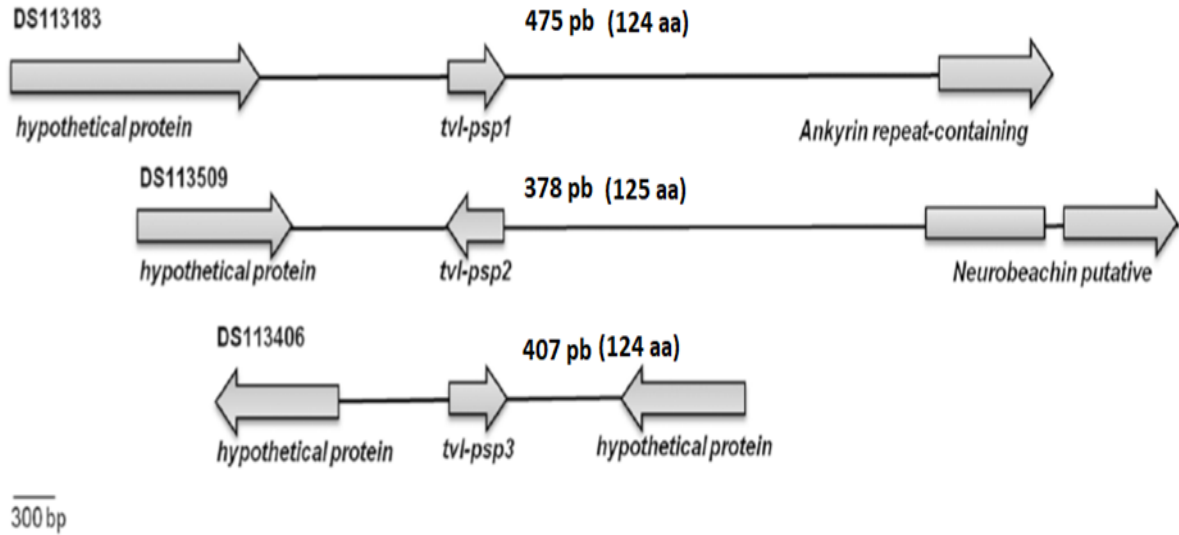 DS113183
475 pb (124 aa)
hypothetical protein
tvl-psp1
Ankyrin repeat-containing
DS113509
378 pb (125 aa)
hypothetical protein
tvl-psp2
Neurobeachin putative
DS113406
407 pb (124 aa)
hypothetical protein
tvl-psp3
hypothetical protein
300 bp